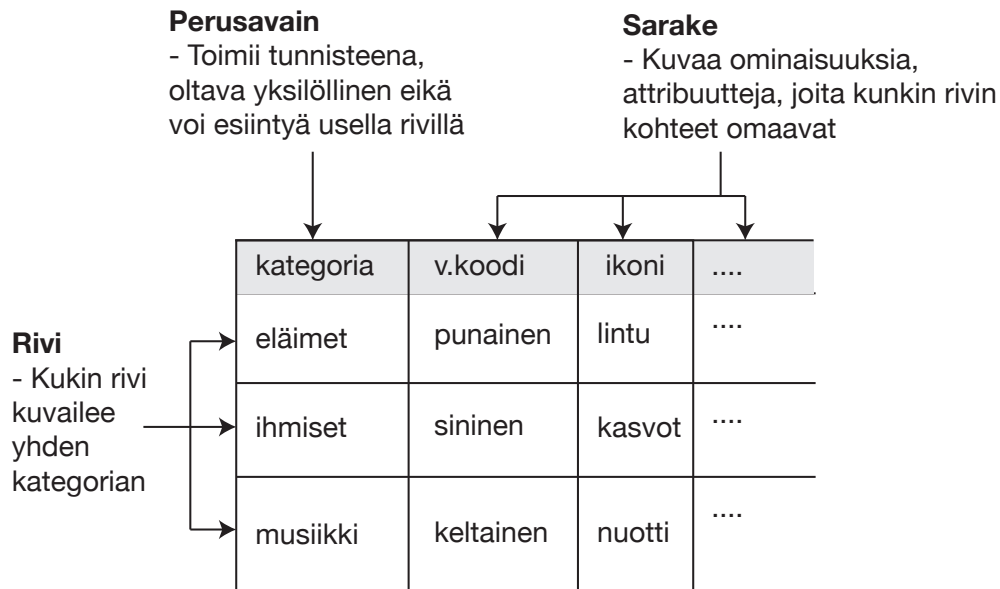 Perusavain
- Toimii tunnisteena,
oltava yksilöllinen eikä
voi esiintyä usella rivillä
Sarake
- Kuvaa ominaisuuksia,
attribuutteja, joita kunkin rivin
kohteet omaavat
kategoria v.koodi ikoni ....
Rivi
- Kukin rivi
kuvailee
yhden
kategorian
eläimet punainen lintu ....
ihmiset sininen kasvot ....
musiikki keltainen nuotti ....